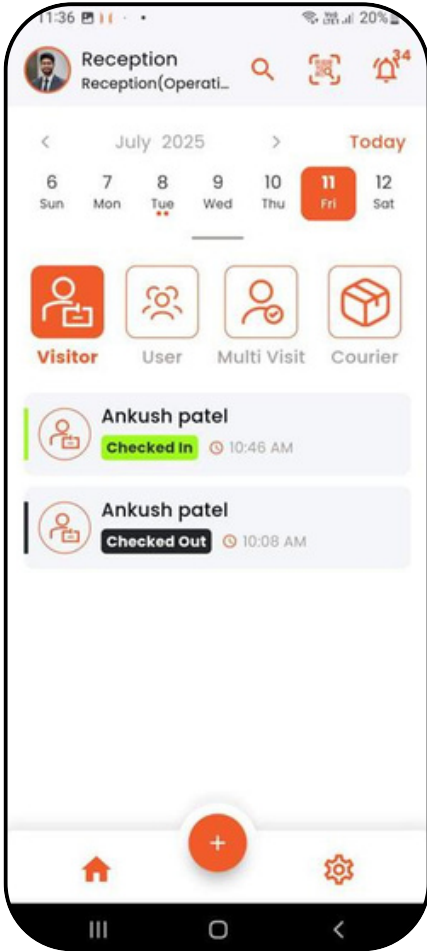 11:36 20%
Reception
Reception(Operati...
34
July 2025
Today
6 7 8 9 10 11 12
Sun Mon Tue Wed Thu Fri Sat
Visitor User Multi Visit Courier
Ankush patel
Checked In 10:46 AM
Ankush patel
Checked Out 10:08 AM